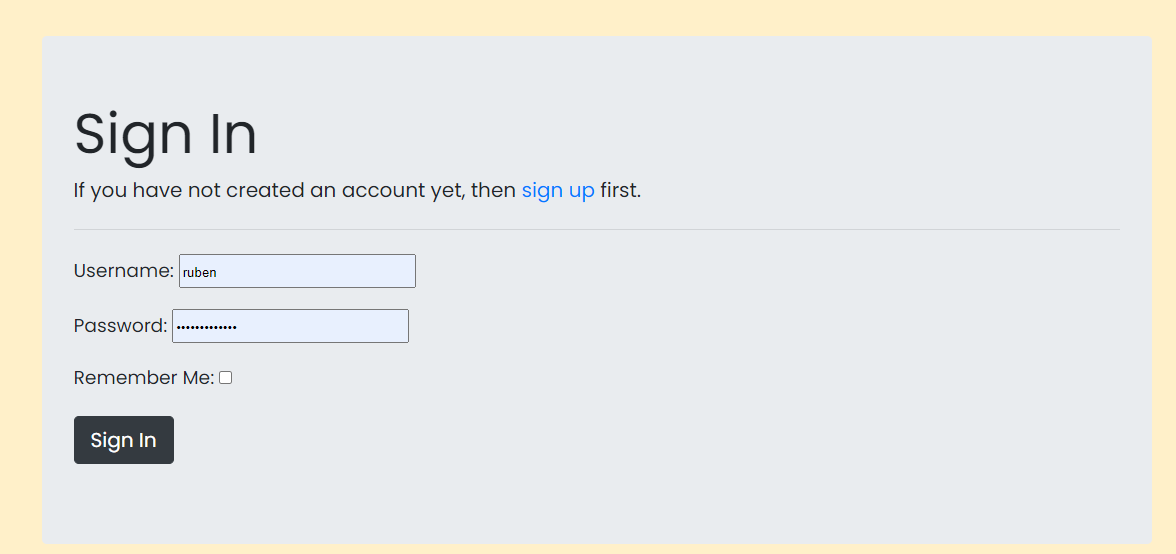 Sign In
If you have not created an account yet, then sign up first.
Username: ruben
Password: •••••••••••••
Remember Me:
Sign In